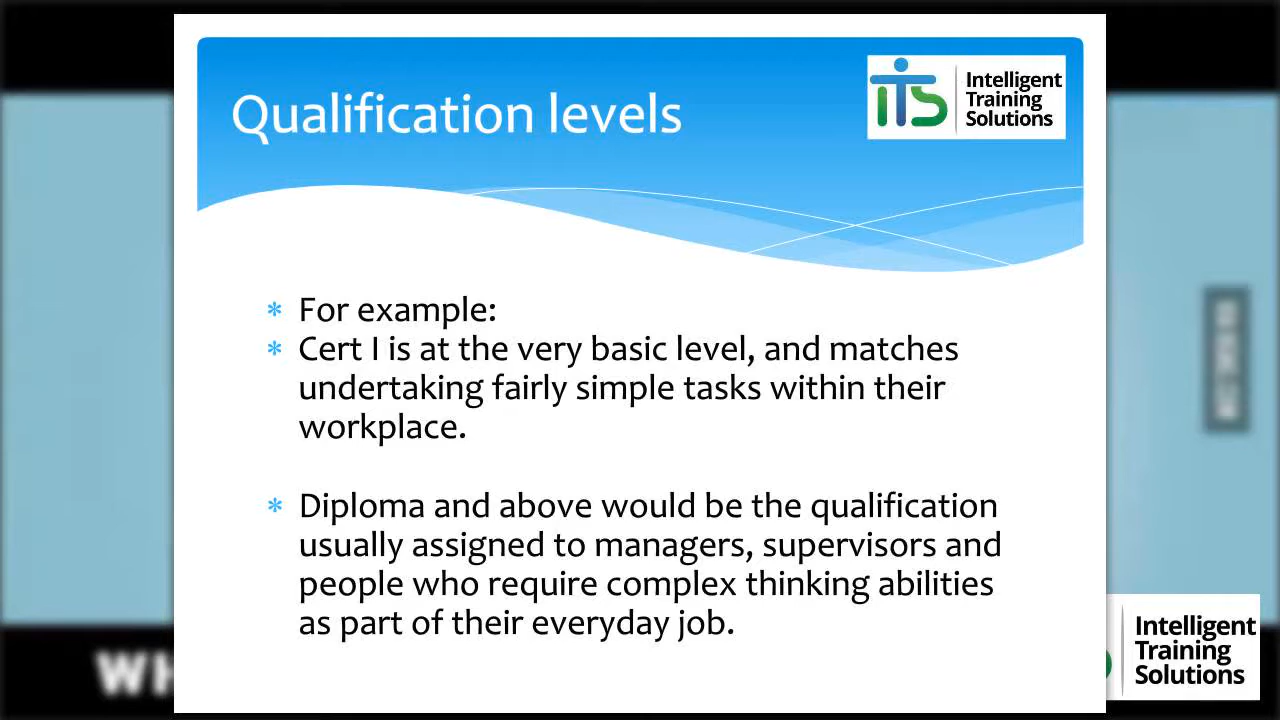 Qualification levels
iTS
Intelligent
Training
Solutions
* For example:
* Cert I is at the very basic level, and matches
undertaking fairly simple tasks within their
workplace.
* Diploma and above would be the qualification
usually assigned to managers, supervisors and
people who require complex thinking abilities
as part of their everyday job.
Intelligent
Training
Solutions
WH